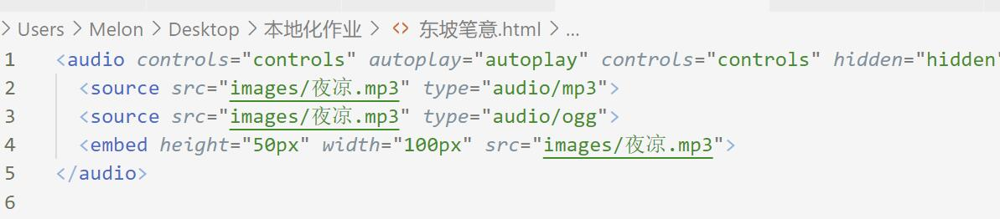 > Users > Melon > Desktop > 本地化作业 > <> 东坡笔意.html > ...
1 <audio controls="controls" autoplay="autoplay" controls="controls" hidden="hidden"
2 <source src="images/夜凉.mp3" type="audio/mp3">
3 <source src="images/夜凉.mp3" type="audio/ogg">
4 <embed height="50px" width="100px" src="images/夜凉.mp3">
5 </audio>
6